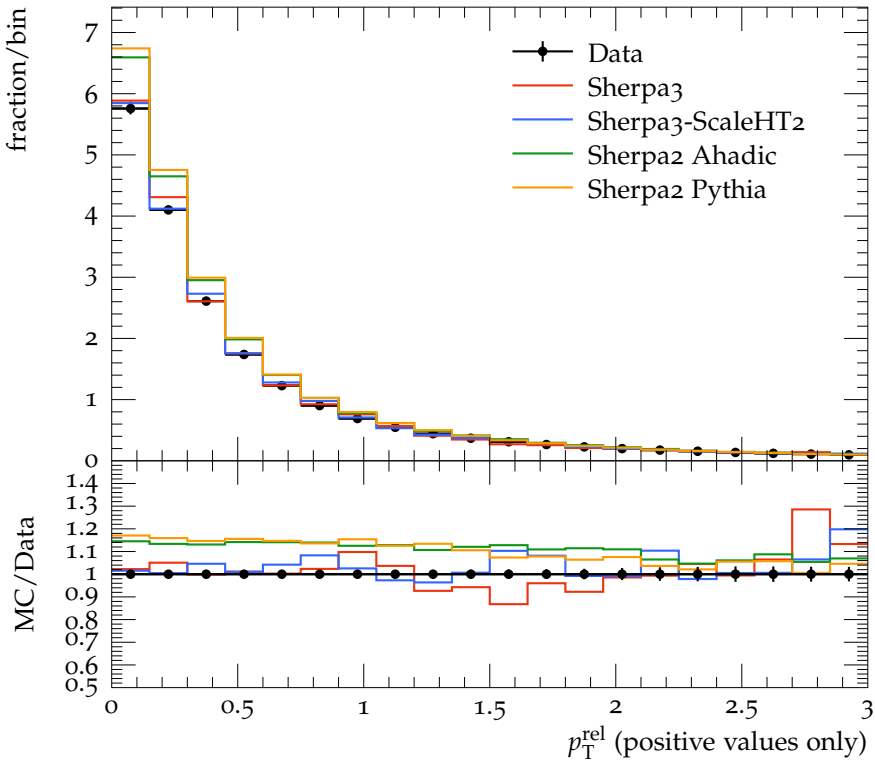 fraction/bin
7
6
5
4
3
2
1
0
Data
Sherpa3
Sherpa3-ScaleHT2
Sherpa2 Ahadic
Sherpa2 Pythia
MC/Data
1.4
1.3
1.2
1.1
1
0.9
0.8
0.7
0.6
0.5
0 0.5 1 1.5 2 2.5 3
p_T^rel (positive values only)